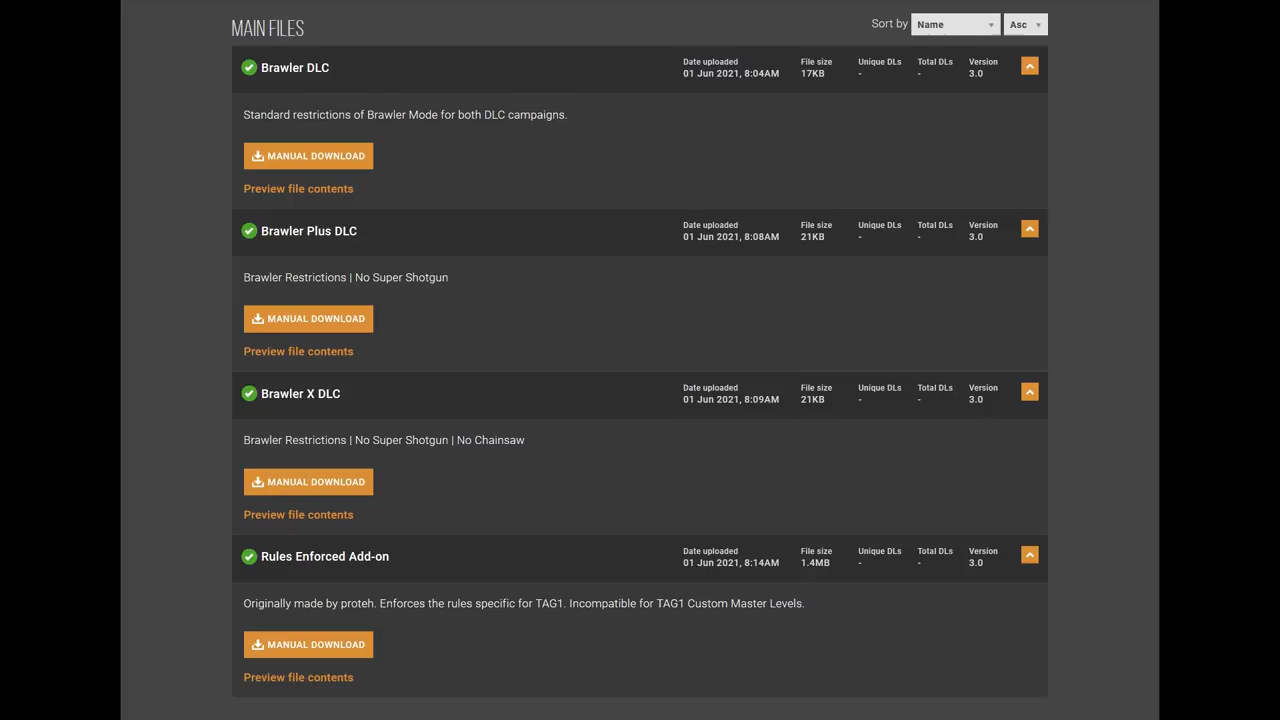 MAIN FILES
Sort by Name Asc
Brawler DLC
Date uploaded File size Unique DLs Total DLs Version
01 Jun 2021, 8:04AM 17KB - - 3.0
Standard restrictions of Brawler Mode for both DLC campaigns.
MANUAL DOWNLOAD
Preview file contents
Brawler Plus DLC
Date uploaded File size Unique DLs Total DLs Version
01 Jun 2021, 8:08AM 21KB - - 3.0
Brawler Restrictions | No Super Shotgun
MANUAL DOWNLOAD
Preview file contents
Brawler X DLC
Date uploaded File size Unique DLs Total DLs Version
01 Jun 2021, 8:09AM 21KB - - 3.0
Brawler Restrictions | No Super Shotgun | No Chainsaw
MANUAL DOWNLOAD
Preview file contents
Rules Enforced Add-on
Date uploaded File size Unique DLs Total DLs Version
01 Jun 2021, 8:14AM 1.4MB - - 3.0
Originally made by proteh. Enforces the rules specific for TAG1. Incompatible for TAG1 Custom Master Levels.
MANUAL DOWNLOAD
Preview file contents